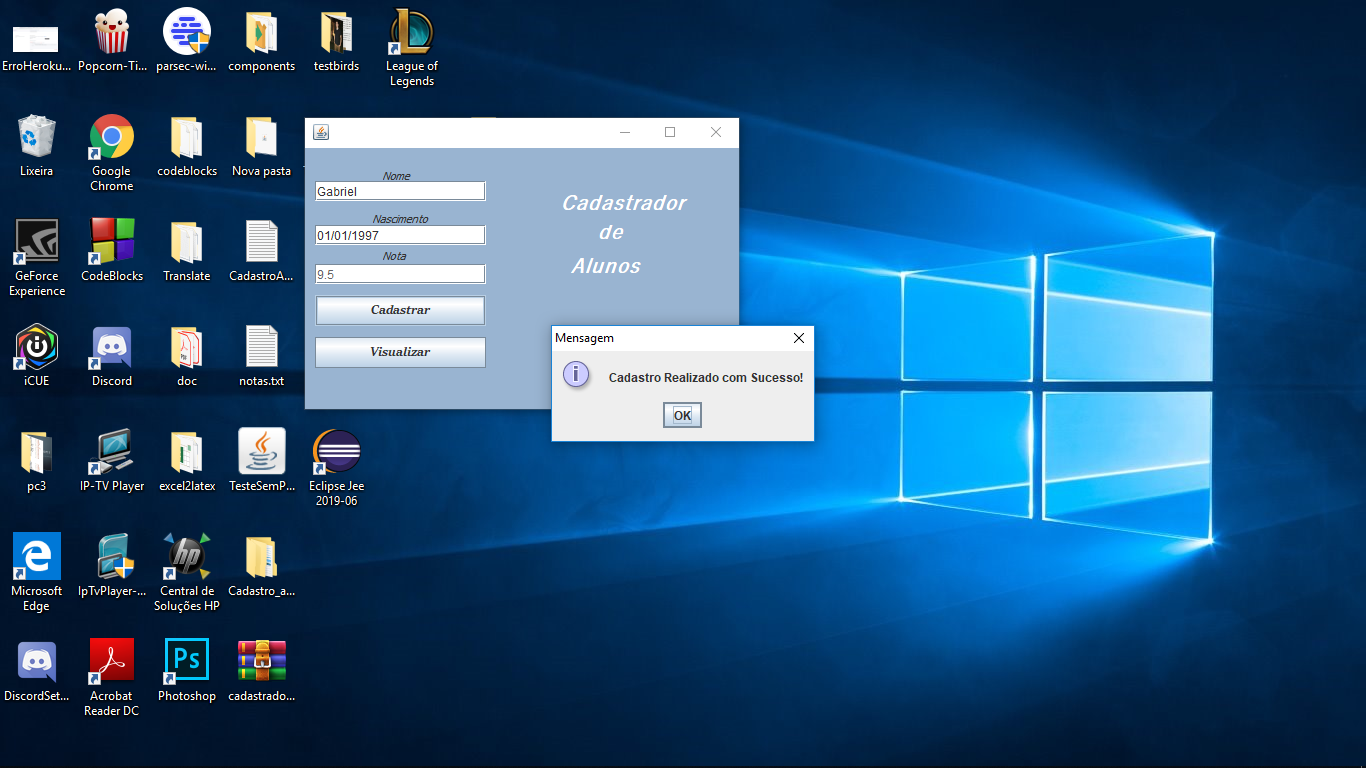 ErroHeroku...
Popcorn-Ti...
parsec-wi...
components
testbirds
League of
Legends
Lixeira
Google
Chrome
codeblocks
Nova pasta
GeForce
Experience
CodeBlocks
Translate
CadastroA...
iCUE
Discord
doc
notas.txt
pc3
IP-TV Player
excel2latex
TesteSemP...
Eclipse Jee
2019-06
Microsoft
Edge
IpTvPlayer-...
Central de
Soluções HP
Cadastro_a...
DiscordSet...
Acrobat
Reader DC
Photoshop
cadastrado...
Nome
Gabriel
Nascimento
01/01/1997
Nota
9.5
Cadastrar
Visualizar
Cadastrador
de
Alunos
Mensagem
Cadastro Realizado com Sucesso!
OK